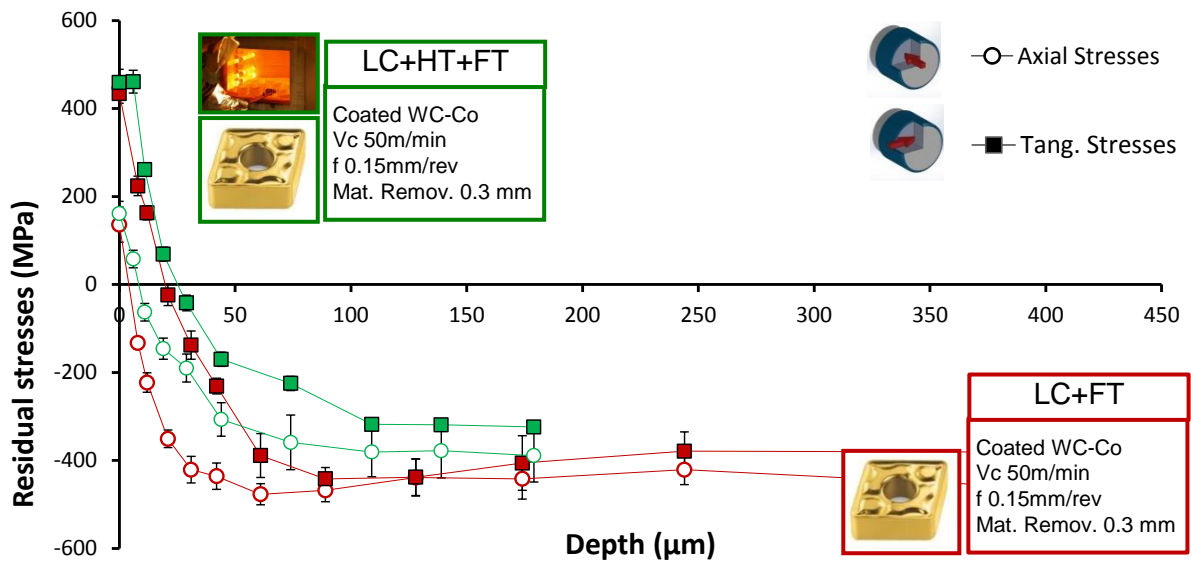 600
400
200
0
-200
-400
-600
0
50
100
150
200
250
300
350
400
450
Residual stresses (MPa)
Depth (µm)
LC+HT+FT
Coated WC-Co
Vc 50m/min
f 0.15mm/rev
Mat. Remov. 0.3 mm
Axial Stresses
Tang. Stresses
LC+FT
Coated WC-Co
Vc 50m/min
f 0.15mm/rev
Mat. Remov. 0.3 mm